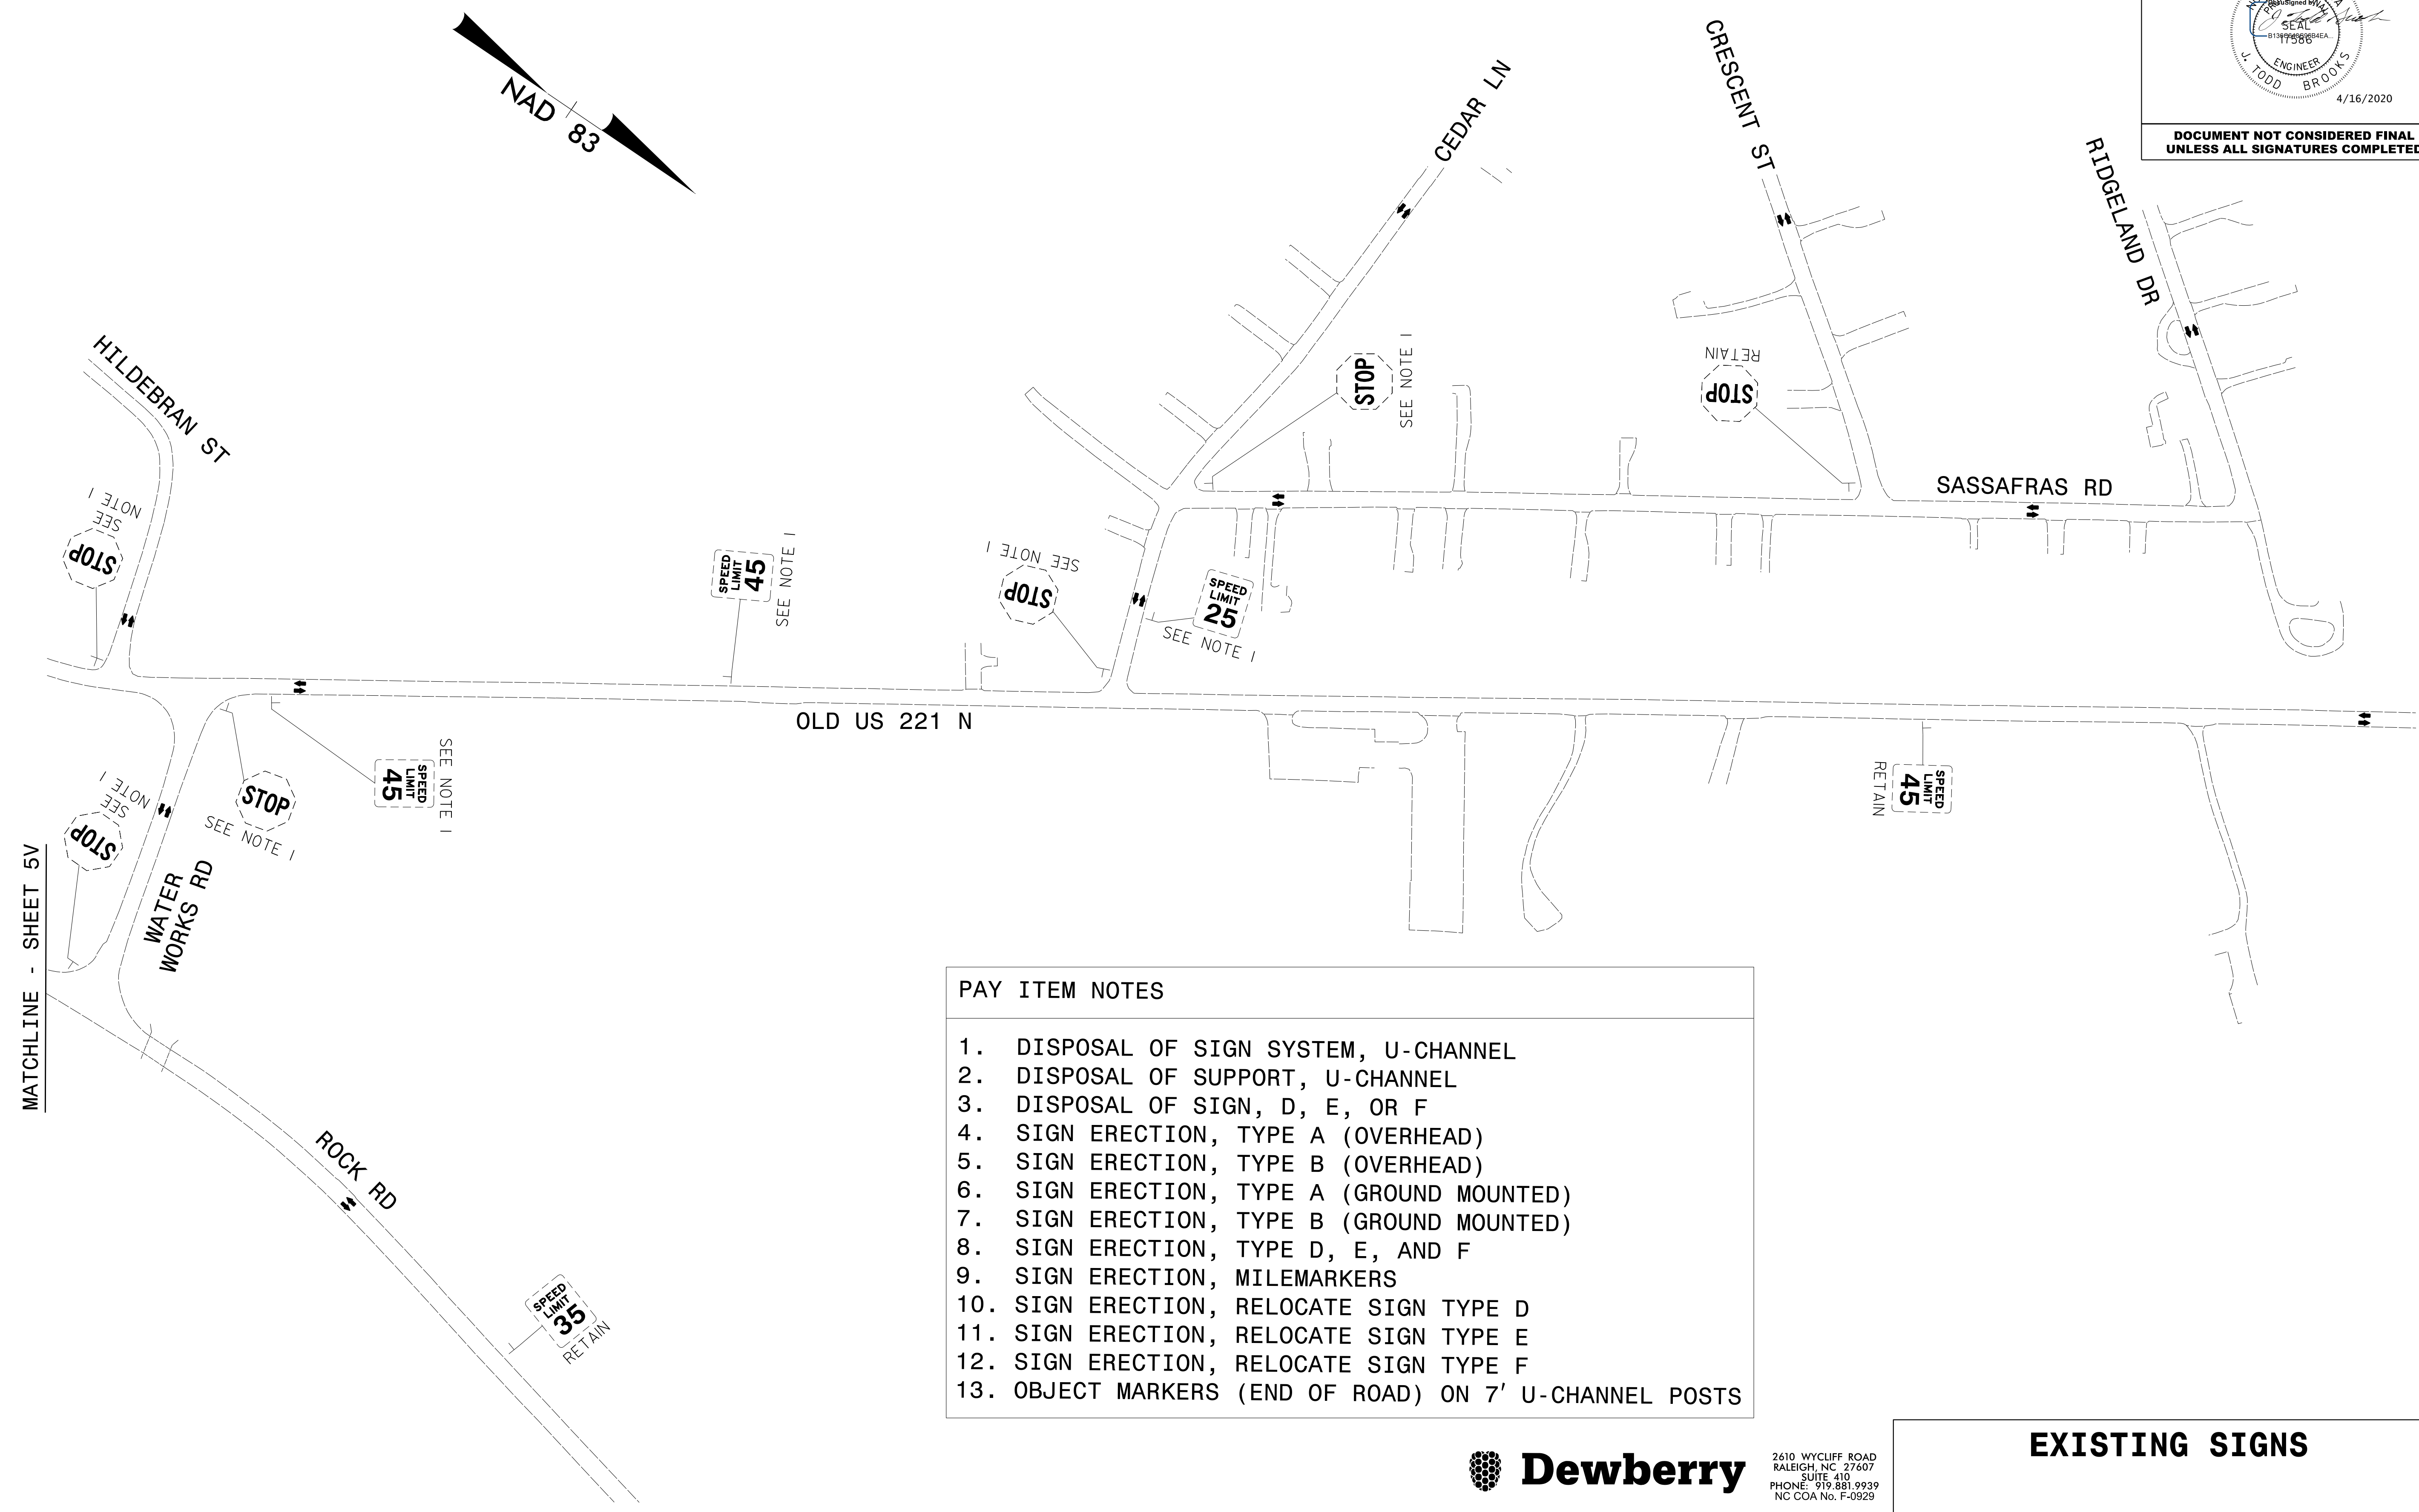 NAD 83
CEDAR LN
CRESCENT ST
RIDGELAND DR
SEAL
17586
ENGINEER
J. TODD BROOKS
4/16/2020
DOCUMENT NOT CONSIDERED FINAL
UNLESS ALL SIGNATURES COMPLETED
HILDEBRAN ST
STOP
SEE
NOTE 1
SPEED
LIMIT
45
SEE NOTE 1
STOP
SEE NOTE 1
SPEED
LIMIT
25
SEE NOTE 1
STOP
SEE NOTE 1
STOP
RETAIN
SASSAFRAS RD
OLD US 221 N
STOP
SEE NOTE 1
SPEED
LIMIT
45
SEE NOTE 1
SPEED
LIMIT
45
RETAIN
STOP
SEE
NOTE 1
WATER
WORKS RD
MATCHLINE - SHEET 5V
ROCK RD
SPEED
LIMIT
35
RETAIN
PAY ITEM NOTES
1. DISPOSAL OF SIGN SYSTEM, U-CHANNEL
2. DISPOSAL OF SUPPORT, U-CHANNEL
3. DISPOSAL OF SIGN, D, E, OR F
4. SIGN ERECTION, TYPE A (OVERHEAD)
5. SIGN ERECTION, TYPE B (OVERHEAD)
6. SIGN ERECTION, TYPE A (GROUND MOUNTED)
7. SIGN ERECTION, TYPE B (GROUND MOUNTED)
8. SIGN ERECTION, TYPE D, E, AND F
9. SIGN ERECTION, MILEMARKERS
10. SIGN ERECTION, RELOCATE SIGN TYPE D
11. SIGN ERECTION, RELOCATE SIGN TYPE E
12. SIGN ERECTION, RELOCATE SIGN TYPE F
13. OBJECT MARKERS (END OF ROAD) ON 7' U-CHANNEL POSTS
Dewberry
2610 WYCLIFF ROAD
RALEIGH, NC 27607
SUITE 410
PHONE: 919.881.9939
NC COA No. F-0929
EXISTING SIGNS